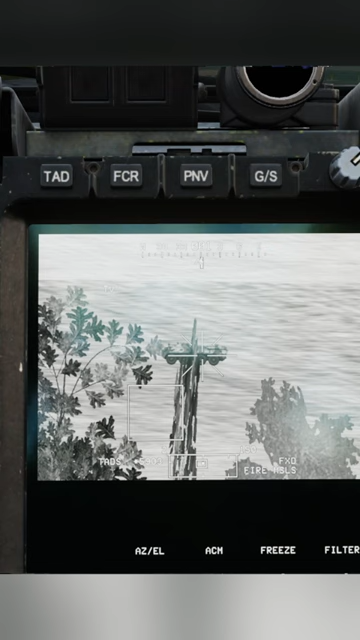 TAD FCR PNV G/S
TADS FXD
FIRE MSLS
AZ/EL ACM FREEZE FILTER